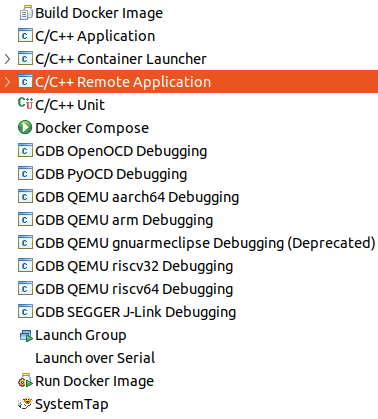 Build Docker Image
C/C++ Application
C/C++ Container Launcher
C/C++ Remote Application
C/C++ Unit
Docker Compose
GDB OpenOCD Debugging
GDB PyOCD Debugging
GDB QEMU aarch64 Debugging
GDB QEMU arm Debugging
GDB QEMU gnuarmeclipse Debugging (Deprecated)
GDB QEMU riscv32 Debugging
GDB QEMU riscv64 Debugging
GDB SEGGER J-Link Debugging
Launch Group
Launch over Serial
Run Docker Image
SystemTap